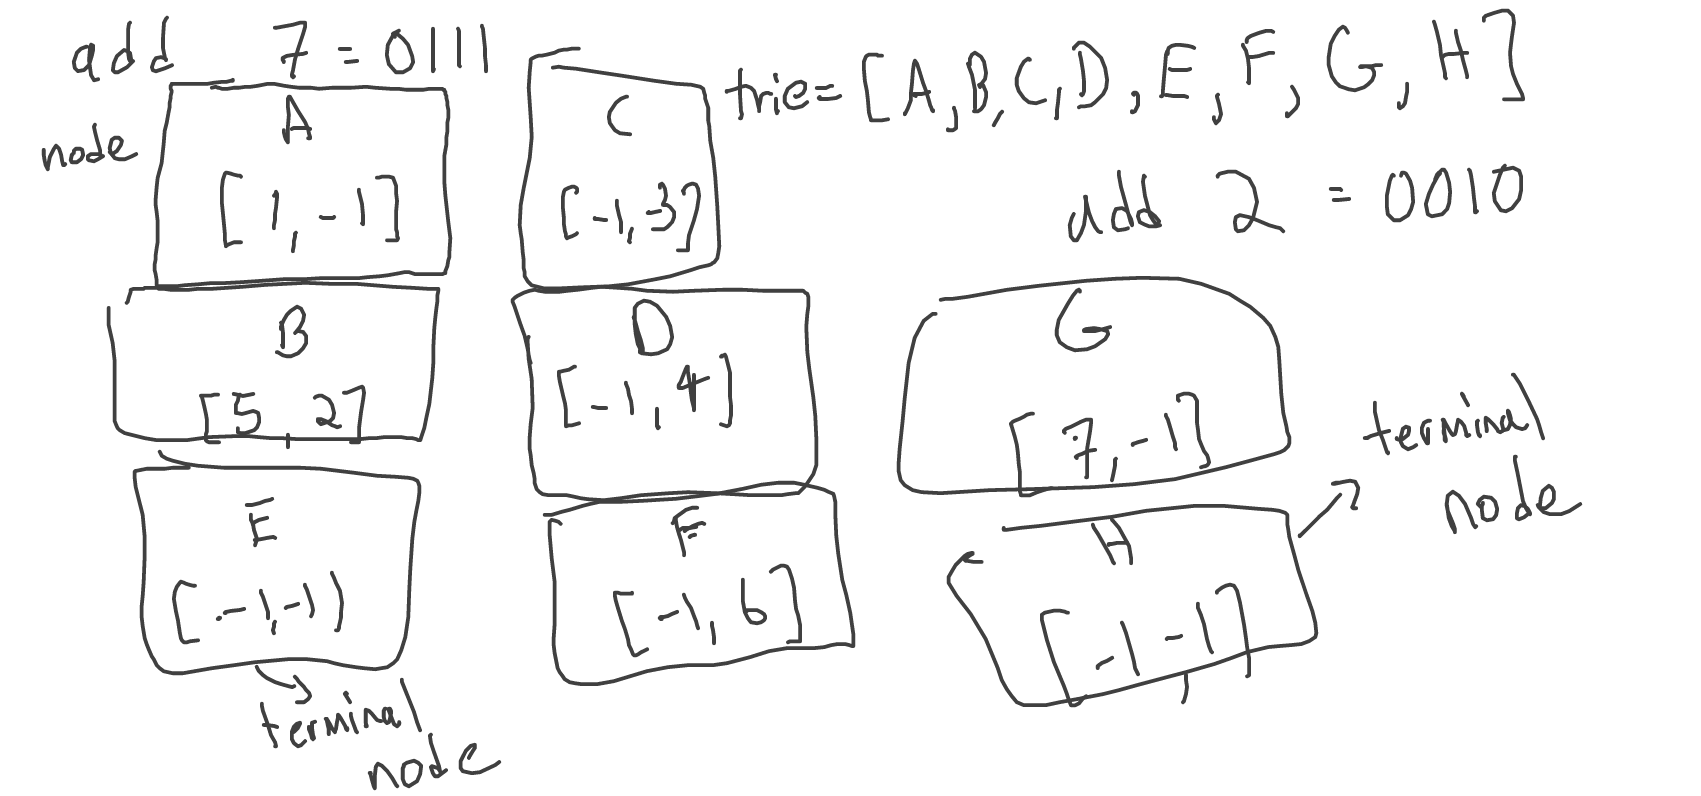 add 7 = 0111
trie= [A, B, C, D, E, F, G, H]
node
A
[1, -1]
C
[-1, 3]
add 2 = 0010
B
[5, 2]
D
[-1, 4]
G
[7, -1]
terminal
node
E
[-1, -1]
F
[-1, 6]
H
[-1, -1]
terminal
node